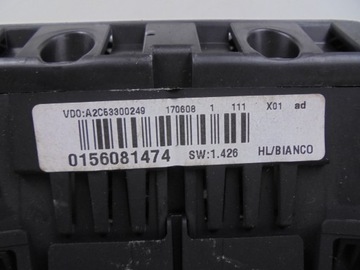 VDO:A2C53300249 170608 1 111 X01 ad
0156081474 SW:1.426 HL/BIANCO